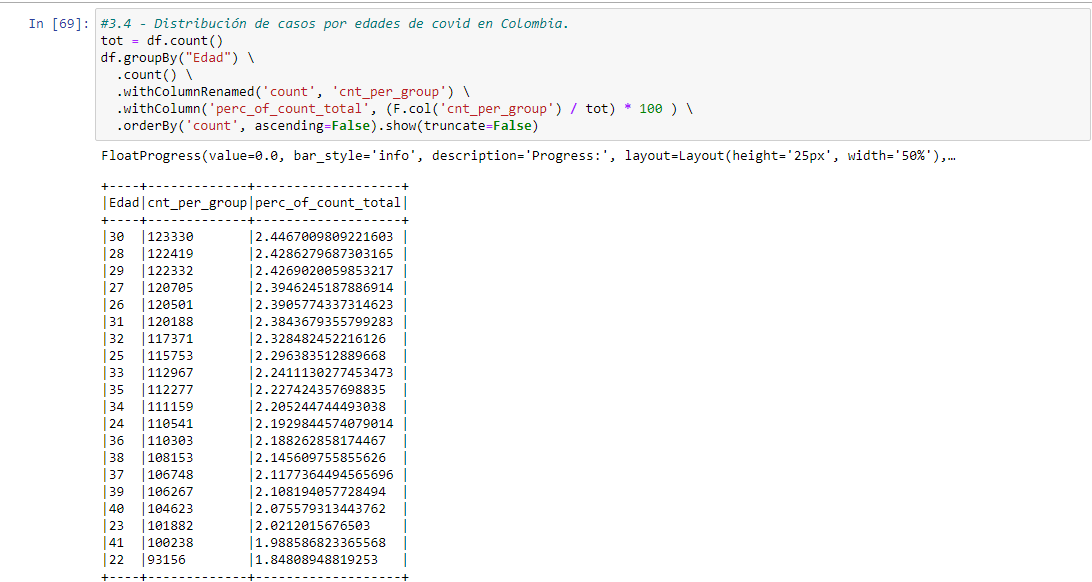 In [69]: #3.4 - Distribución de casos por edades de covid en Colombia.
tot = df.count()
df.groupBy("Edad") \
  .count() \
  .withColumnRenamed('count', 'cnt_per_group') \
  .withColumn('perc_of_count_total', (F.col('cnt_per_group') / tot) * 100 ) \
  .orderBy('count', ascending=False).show(truncate=False)
FloatProgress(value=0.0, bar_style='info', description='Progress:', layout=Layout(height='25px', width='50%'),…
+----+-------------+-------------------+
|Edad|cnt_per_group|perc_of_count_total|
+----+-------------+-------------------+
|30  |123330       |2.4467009809221603 |
|28  |122419       |2.4286279687303165 |
|29  |122332       |2.4269020059853217 |
|27  |120705       |2.3946245187886914 |
|26  |120501       |2.3905774337314623 |
|31  |120188       |2.3843679355799283 |
|32  |117371       |2.328482452216126  |
|25  |115753       |2.296383512889668  |
|33  |112967       |2.2411130277453473 |
|35  |112277       |2.227424357698835  |
|34  |111159       |2.205244744493038  |
|24  |110541       |2.1929844574079014 |
|36  |110303       |2.188262858174467  |
|38  |108153       |2.145609755855626  |
|37  |106748       |2.1177364494565696 |
|39  |106267       |2.108194057728494  |
|40  |104623       |2.075579313443762  |
|23  |101882       |2.0212015676503    |
|41  |100238       |1.988586823365568  |
|22  |93156        |1.84808948819253   |
+----+-------------+-------------------+